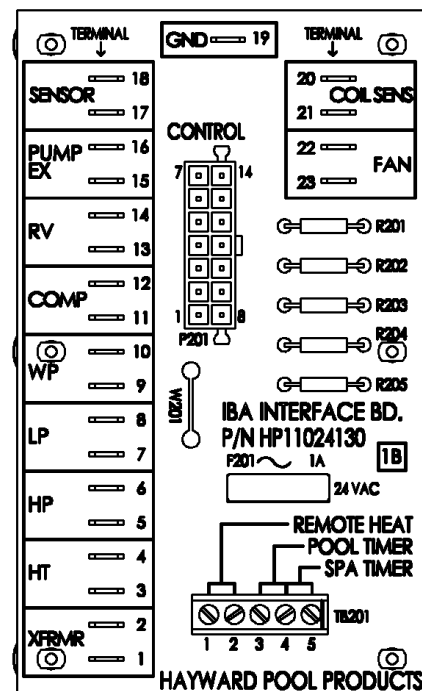 TERMINAL
GND 19
TERMINAL
SENSOR
18
17
PUMP
EX
16
15
RV
14
13
COMP
12
11
WP
10
9
LP
8
7
HP
6
5
HT
4
3
XFRMR
2
1
20
21
COIL SENS
22
23
FAN
CONTROL
7
14
1
8
P201
W201
R201
R202
R203
R204
R205
IBA INTERFACE BD.
P/N HP11024130
1B
F201 1A
24 VAC
REMOTE HEAT
POOL TIMER
SPA TIMER
TB201
1 2 3 4 5
HAYWARD POOL PRODUCTS